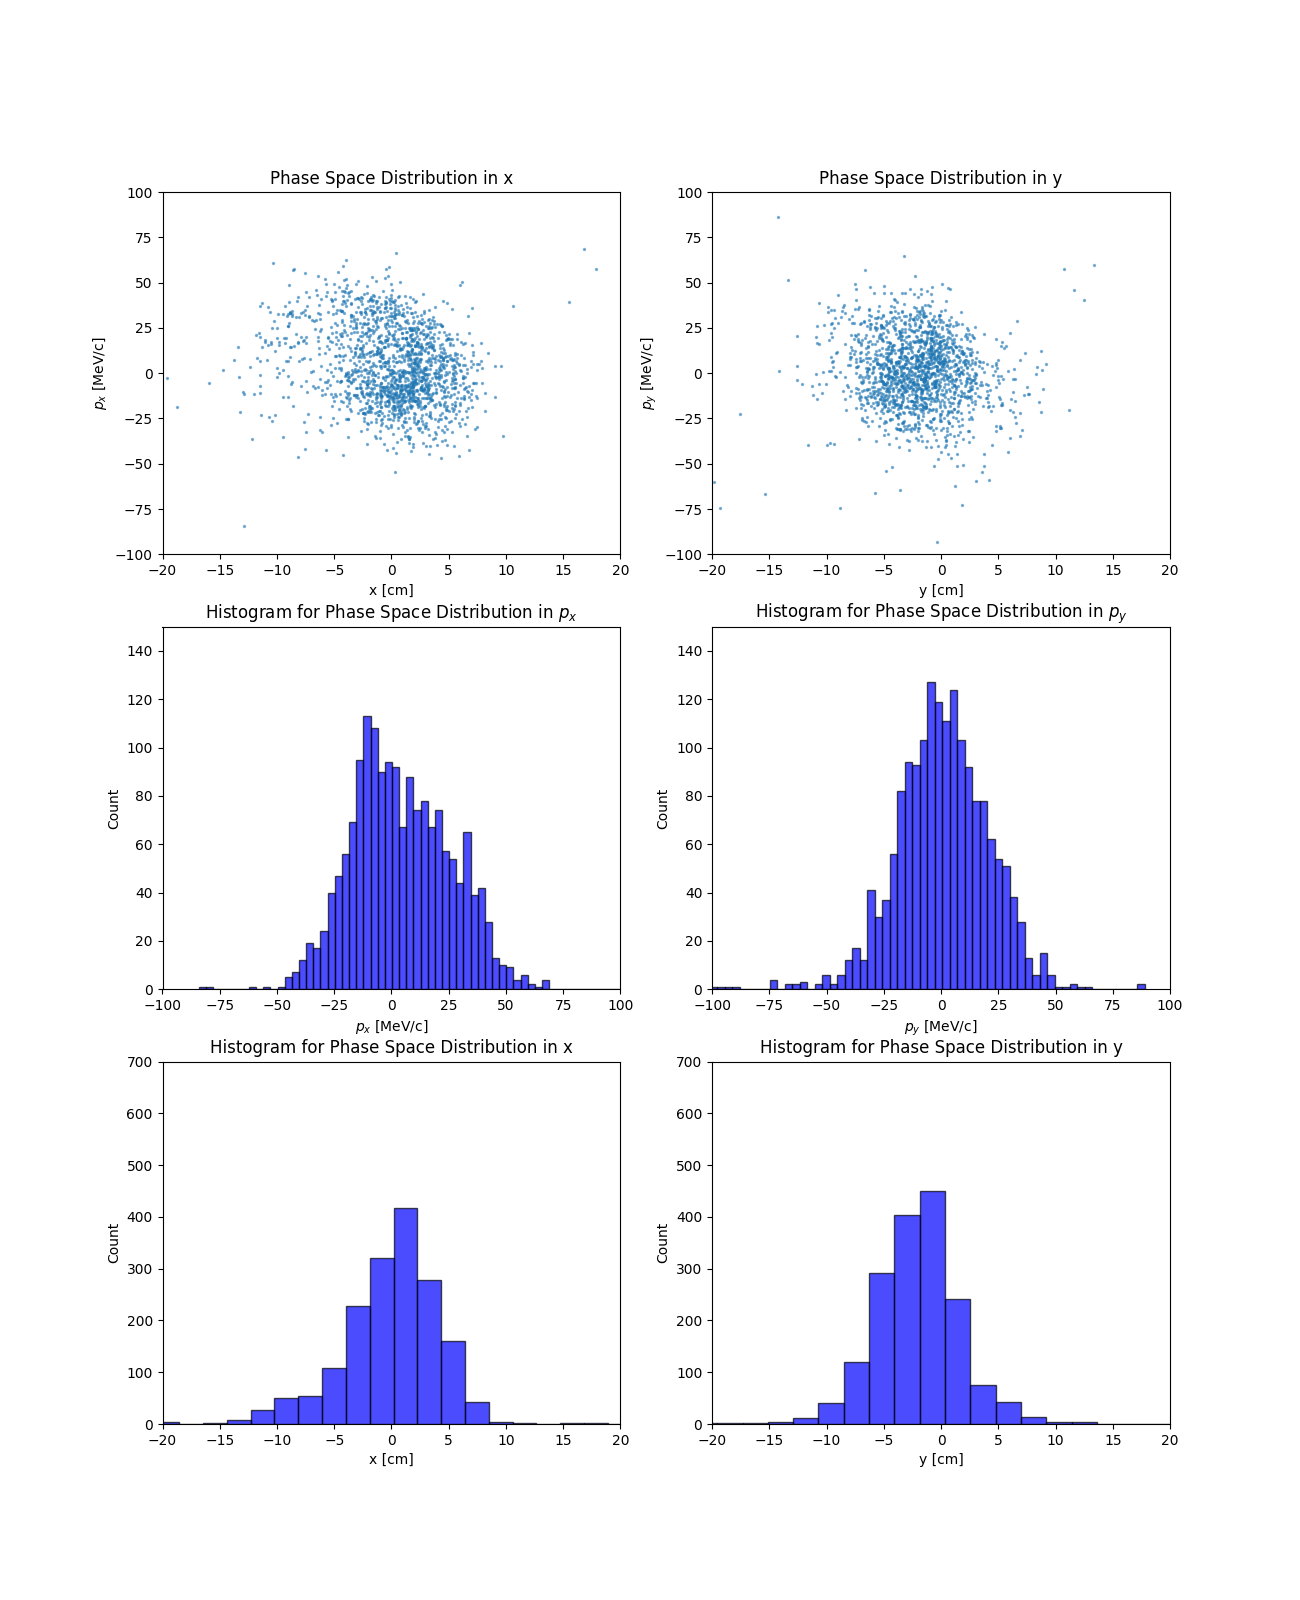 Phase Space Distribution in x
100
75
50
25
0
−25
−50
−75
−100
p_x [MeV/c]
−20 −15 −10 −5 0 5 10 15 20
x [cm]
Phase Space Distribution in y
100
75
50
25
0
−25
−50
−75
−100
p_y [MeV/c]
−20 −15 −10 −5 0 5 10 15 20
y [cm]
Histogram for Phase Space Distribution in p_x
140
120
100
80
60
40
20
0
Count
−100 −75 −50 −25 0 25 50 75 100
p_x [MeV/c]
Histogram for Phase Space Distribution in p_y
140
120
100
80
60
40
20
0
Count
−100 −75 −50 −25 0 25 50 75 100
p_y [MeV/c]
Histogram for Phase Space Distribution in x
700
600
500
400
300
200
100
0
Count
−20 −15 −10 −5 0 5 10 15 20
x [cm]
Histogram for Phase Space Distribution in y
700
600
500
400
300
200
100
0
Count
−20 −15 −10 −5 0 5 10 15 20
y [cm]